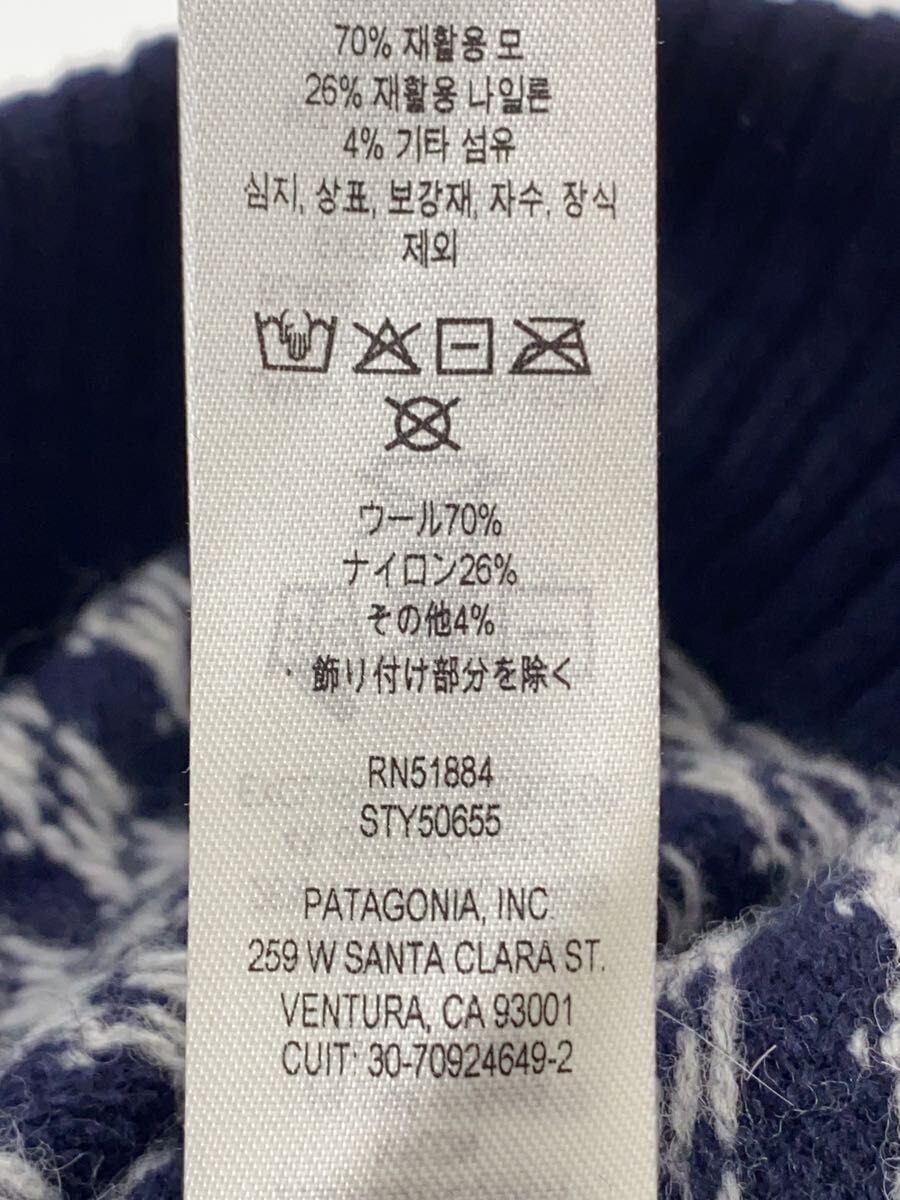 70% 재활용 모
26% 재활용 나일론
4% 기타 섬유
심지, 상표, 보강재, 자수, 장식
제외
ウール70%
ナイロン26%
その他4%
・飾り付け部分を除く
RN51884
STY50655
PATAGONIA, INC.
259 W SANTA CLARA ST.
VENTURA, CA 93001
CUIT: 30-70924649-2